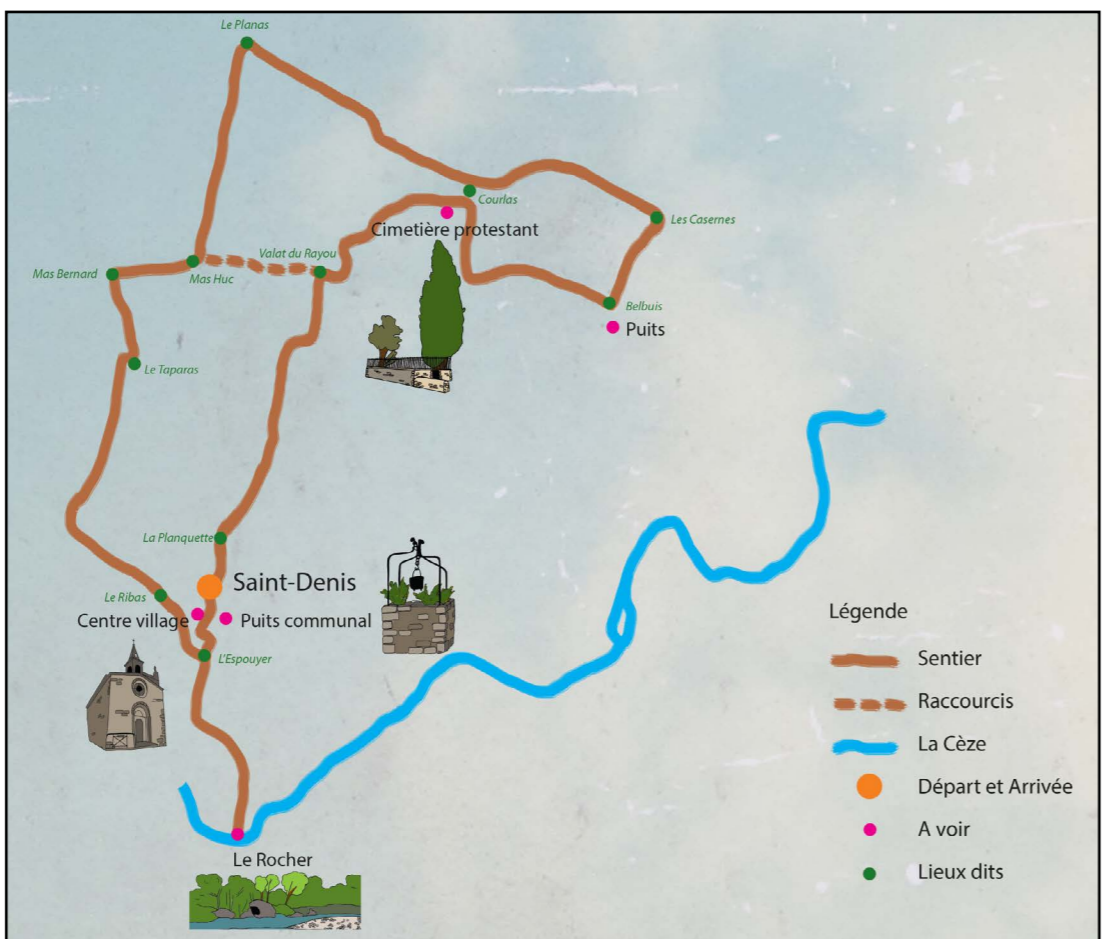 Le Planas
Courlas
Cimetière protestant
Les Casernes
Valat du Rayou
Mas Bernard
Mas Huc
Belbuis
Puits
Le Taparas
La Planquette
Saint-Denis
Le Ribas
Centre village
Puits communal
L'Espouyer
Le Rocher
Légende
Sentier
Raccourcis
La Cèze
Départ et Arrivée
A voir
Lieux dits